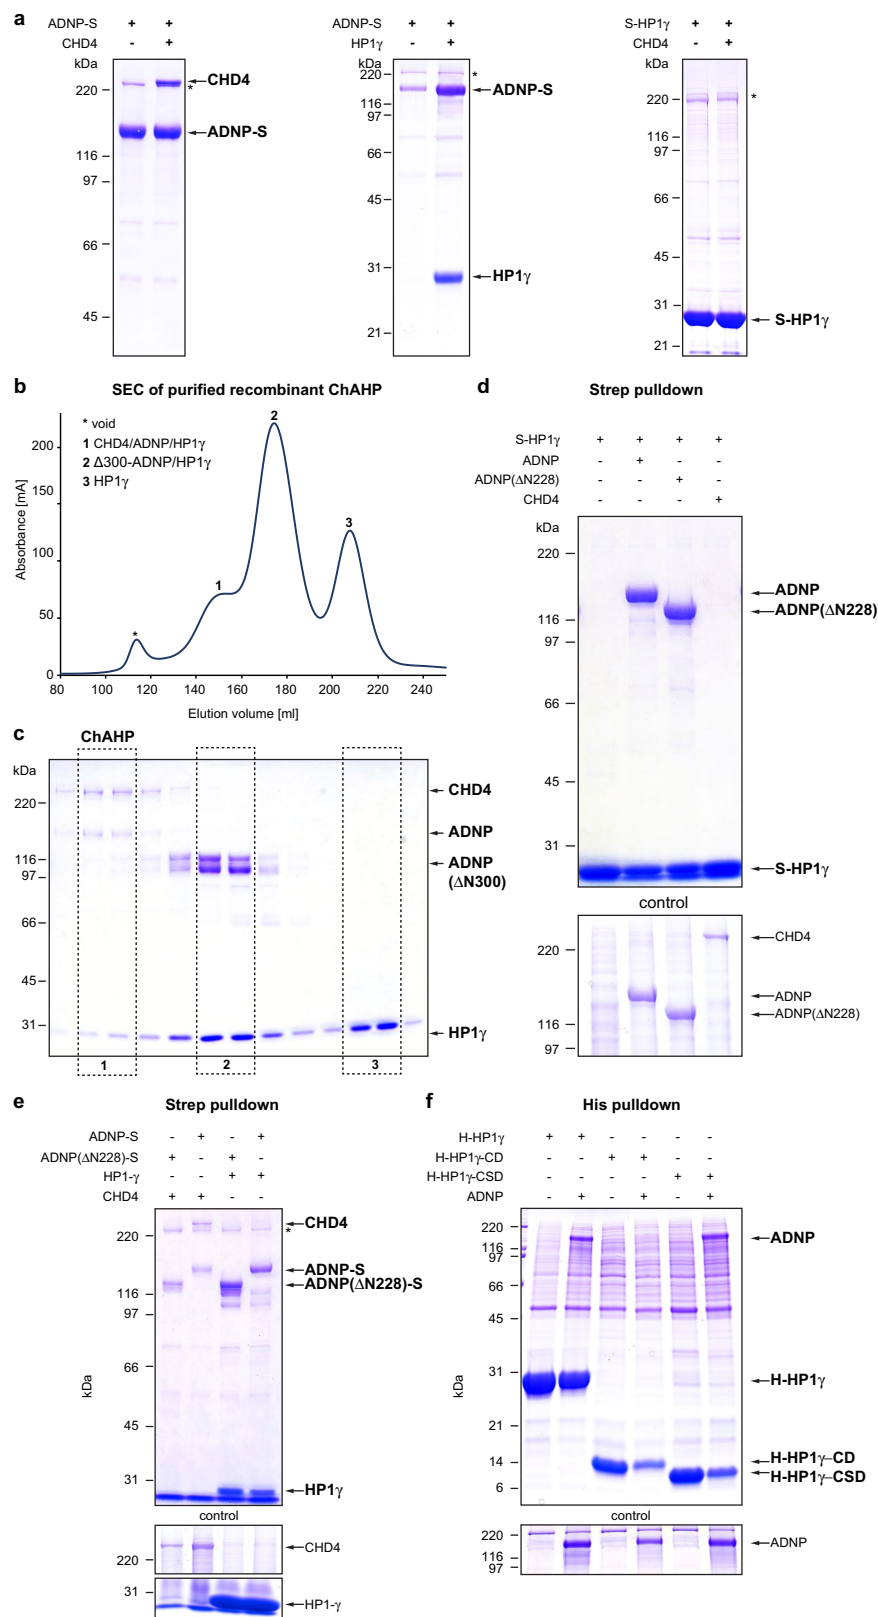 a
ADNP-S + +
CHD4 - +
kDa
220
116
97
66
45
CHD4
*
ADNP-S
ADNP-S + +
HP1γ - +
kDa
220
116
97
66
45
31
21
*
ADNP-S
HP1γ
S-HP1γ + +
CHD4 - +
kDa
220
116
97
66
45
31
21
*
S-HP1γ
b
SEC of purified recombinant ChAHP
* void
1 CHD4/ADNP/HP1γ
2 Δ300-ADNP/HP1γ
3 HP1γ
Absorbance [mA]
200
150
100
50
0
*
1
2
3
80 100 120 140 160 180 200 220 240
Elution volume [ml]
c
ChAHP
kDa
220
116
97
66
45
31
CHD4
ADNP
ADNP
(ΔN300)
HP1γ
1 2 3
d
Strep pulldown
S-HP1γ + + + +
ADNP - + - -
ADNP(ΔN228) - - + -
CHD4 - - - +
kDa
220
116
97
66
45
31
ADNP
ADNP(ΔN228)
S-HP1γ
control
220
116
97
CHD4
ADNP
ADNP(ΔN228)
e
Strep pulldown
ADNP-S - + - +
ADNP(ΔN228)-S + - + -
HP1-γ - - + +
CHD4 + + - -
220
116
97
66
45
31
kDa
CHD4
*
ADNP-S
ADNP(ΔN228)-S
HP1γ
control
220
CHD4
31
HP1-γ
f
His pulldown
H-HP1γ + + - - - -
H-HP1γ-CD - - + + - -
H-HP1γ-CSD - - - - + +
ADNP - + - + - +
220
116
97
66
45
31
21
14
6
kDa
ADNP
H-HP1γ
H-HP1γ-CD
H-HP1γ-CSD
control
220
116
97
ADNP